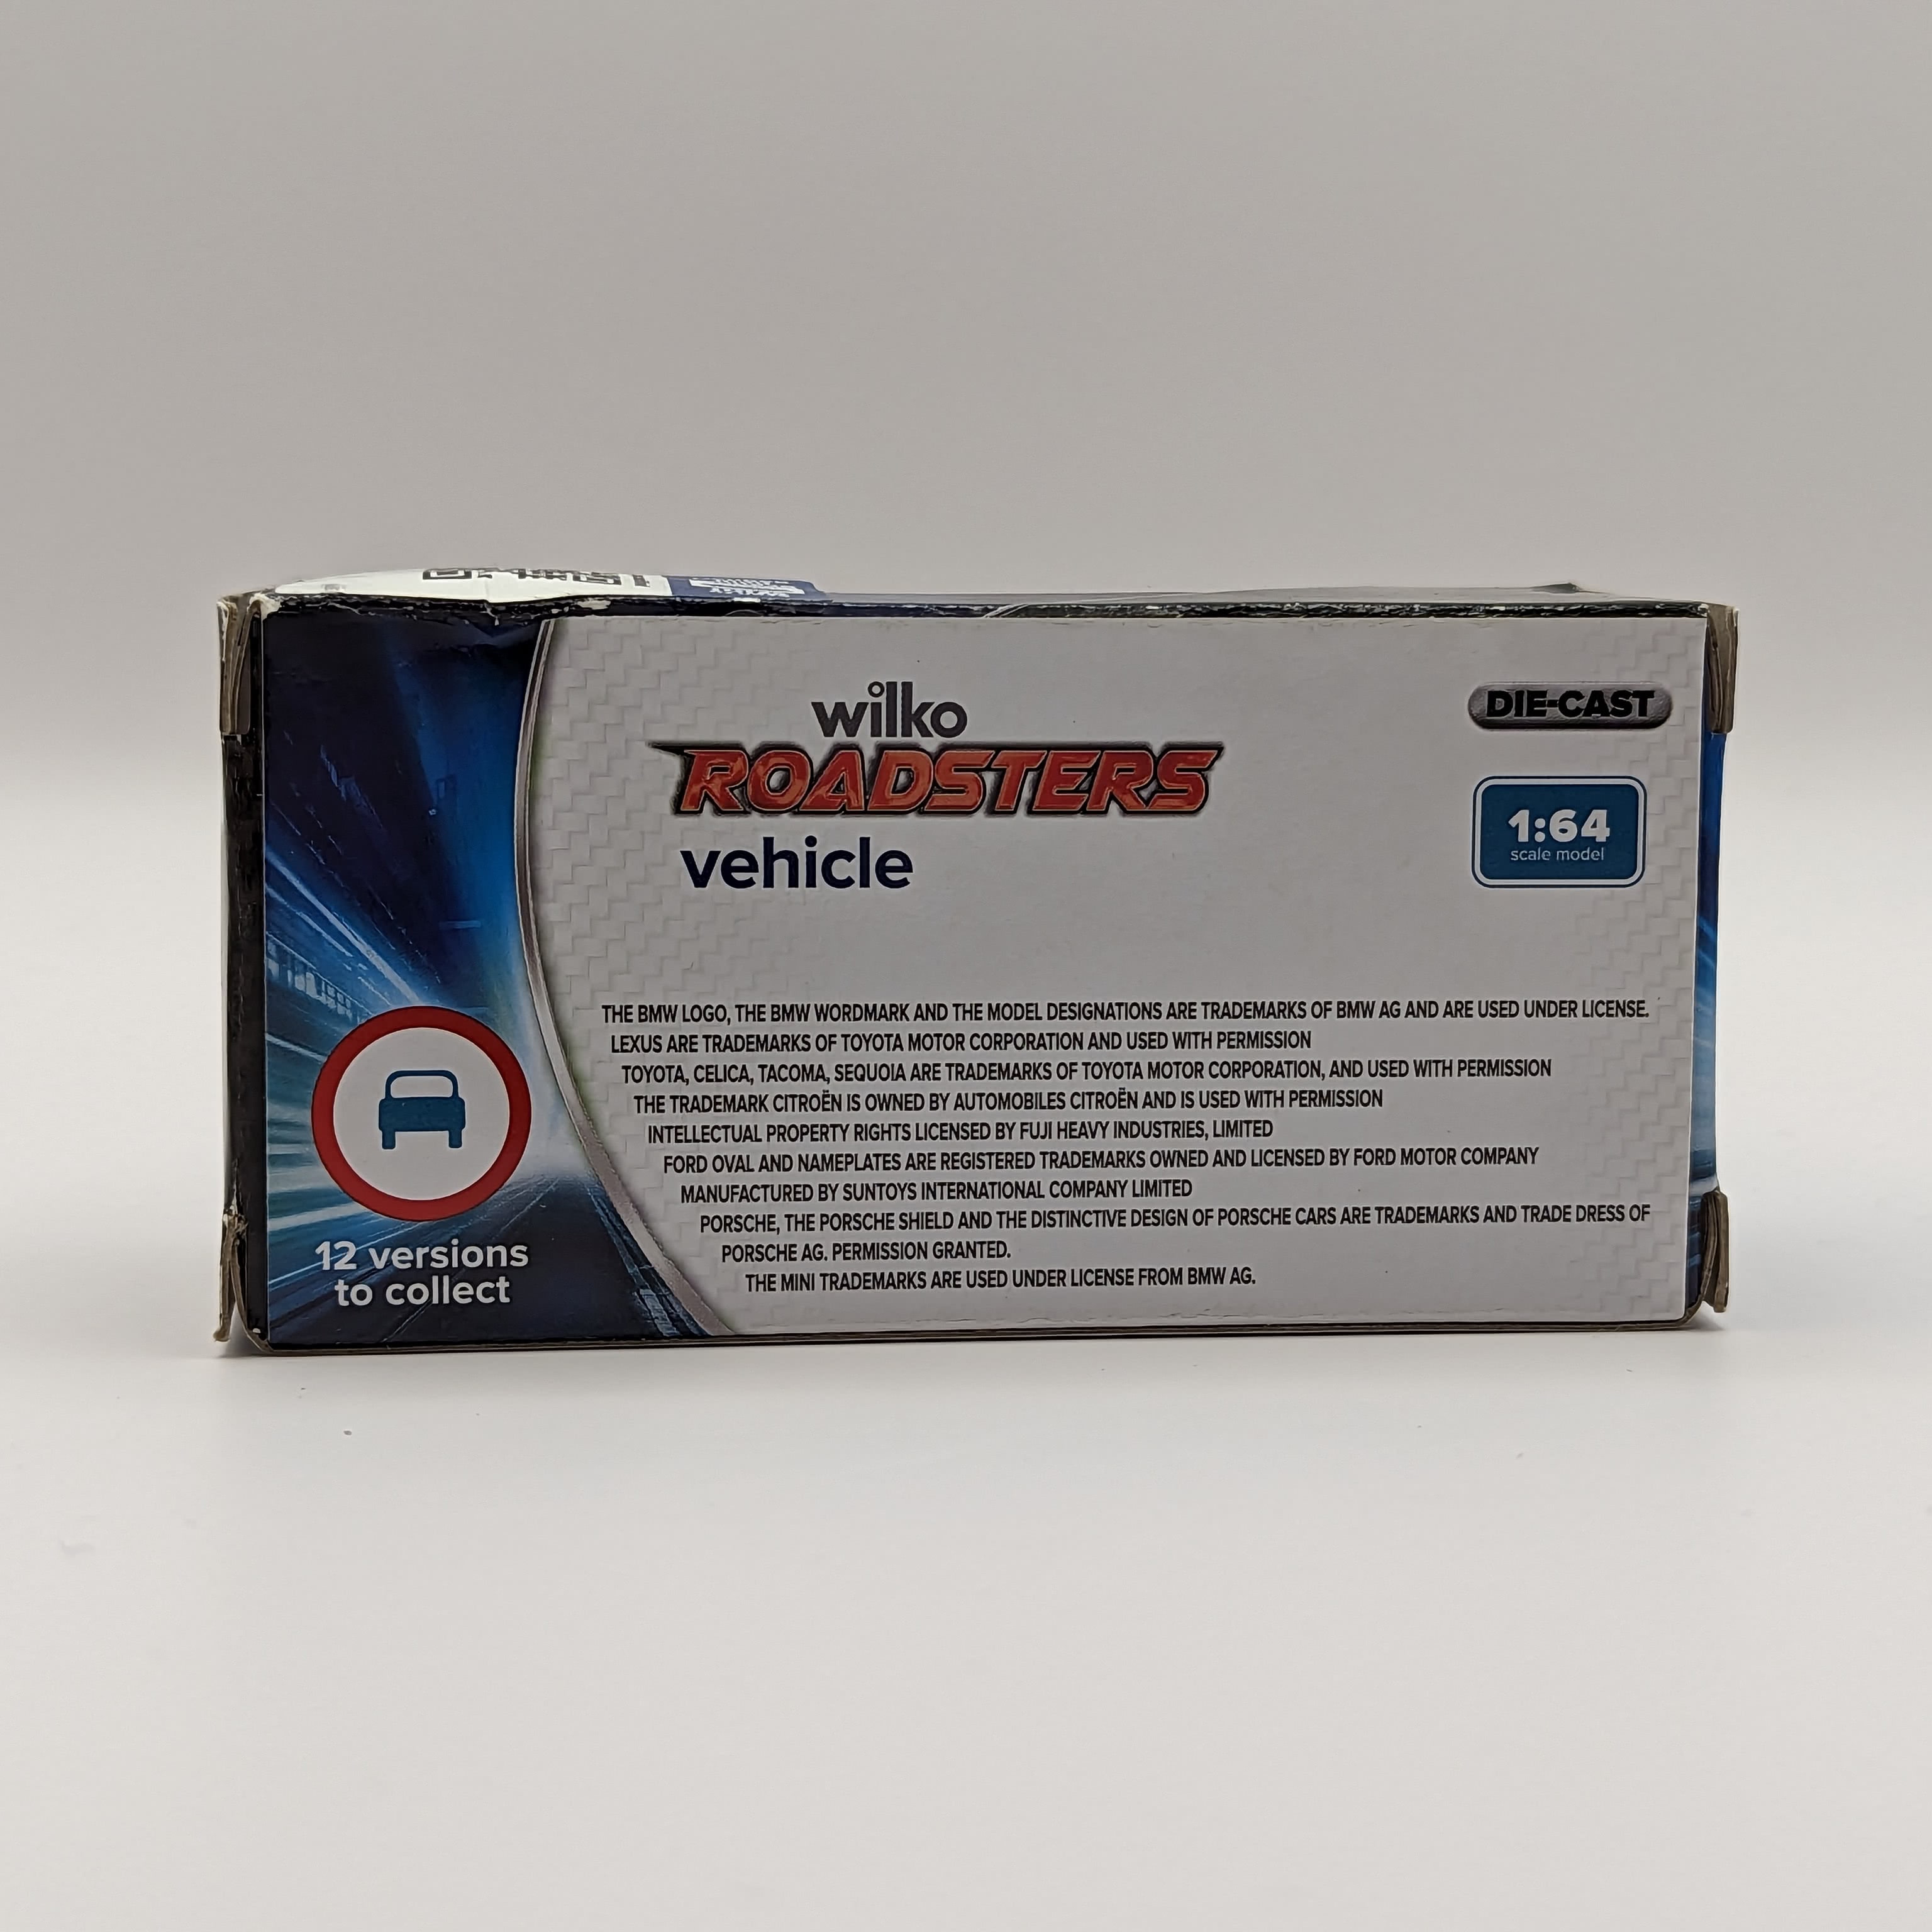 wilko
ROADSTERS
vehicle
DIE-CAST
1:64
scale model
THE BMW LOGO, THE BMW WORDMARK AND THE MODEL DESIGNATIONS ARE TRADEMARKS OF BMW AG AND ARE USED UNDER LICENSE.
LEXUS ARE TRADEMARKS OF TOYOTA MOTOR CORPORATION AND USED WITH PERMISSION
TOYOTA, CELICA, TACOMA, SEQUOIA ARE TRADEMARKS OF TOYOTA MOTOR CORPORATION, AND USED WITH PERMISSION
THE TRADEMARK CITROËN IS OWNED BY AUTOMOBILES CITROËN AND IS USED WITH PERMISSION
INTELLECTUAL PROPERTY RIGHTS LICENSED BY FUJI HEAVY INDUSTRIES, LIMITED
FORD OVAL AND NAMEPLATES ARE REGISTERED TRADEMARKS OWNED AND LICENSED BY FORD MOTOR COMPANY
MANUFACTURED BY SUNTOYS INTERNATIONAL COMPANY LIMITED
PORSCHE, THE PORSCHE SHIELD AND THE DISTINCTIVE DESIGN OF PORSCHE CARS ARE TRADEMARKS AND TRADE DRESS OF
PORSCHE AG. PERMISSION GRANTED.
THE MINI TRADEMARKS ARE USED UNDER LICENSE FROM BMW AG.
12 versions
to collect